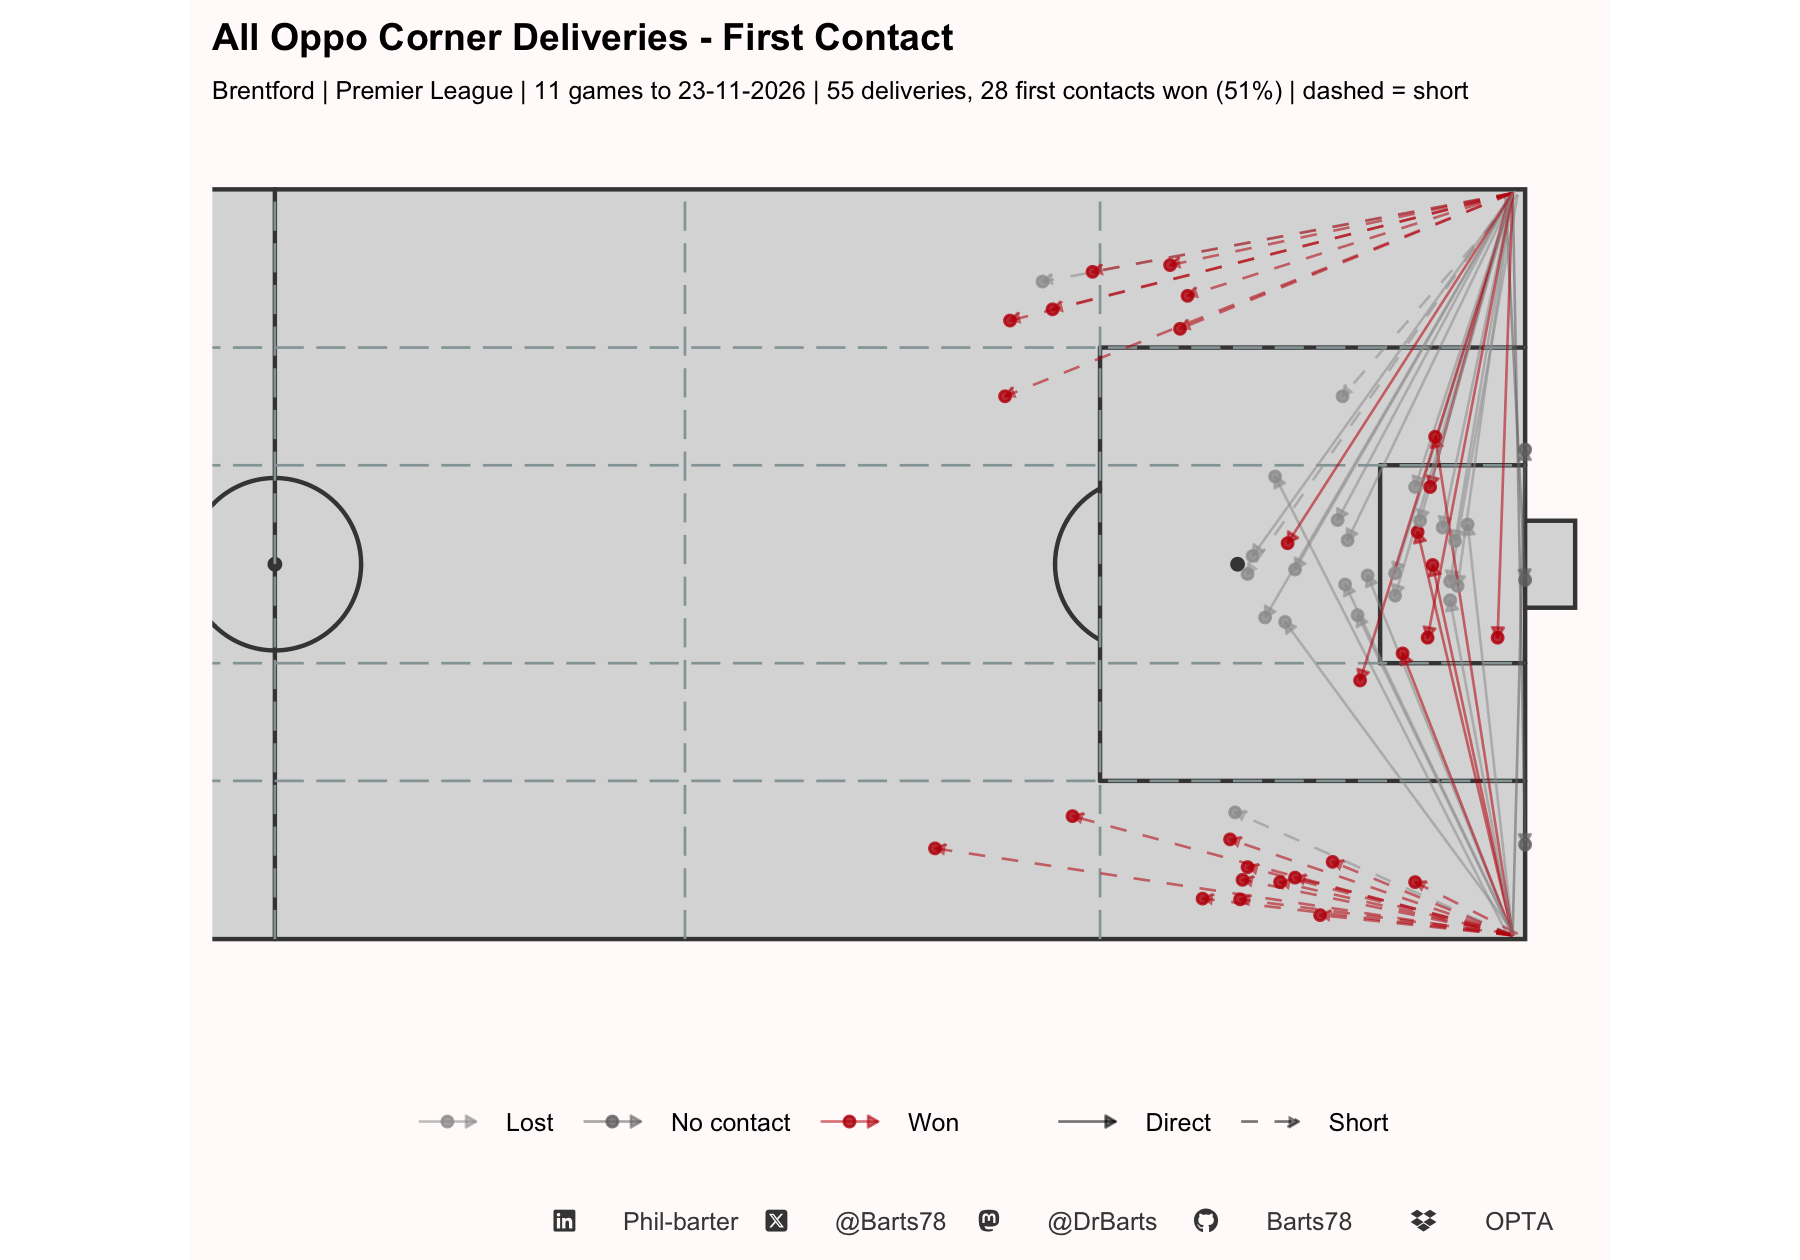 All Oppo Corner Deliveries - First Contact
Brentford | Premier League | 11 games to 23-11-2026 | 55 deliveries, 28 first contacts won (51%) | dashed = short
Lost No contact Won Direct Short
Phil-barter @Barts78 @DrBarts Barts78 OPTA